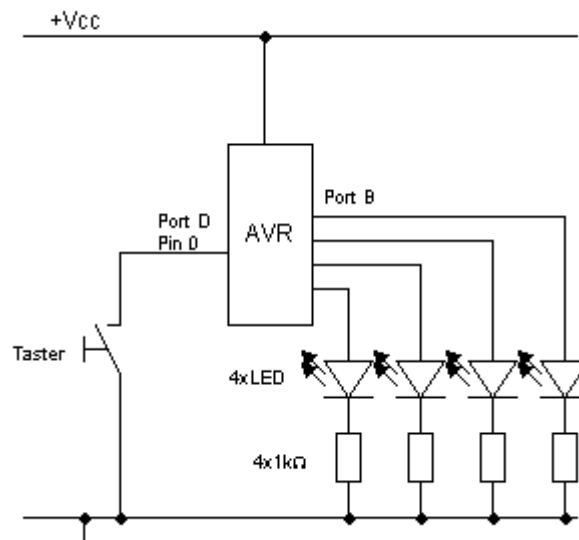 +Vcc
Port B
Port D
Pin 0
AVR
Taster
4xLED
4x1kΩ